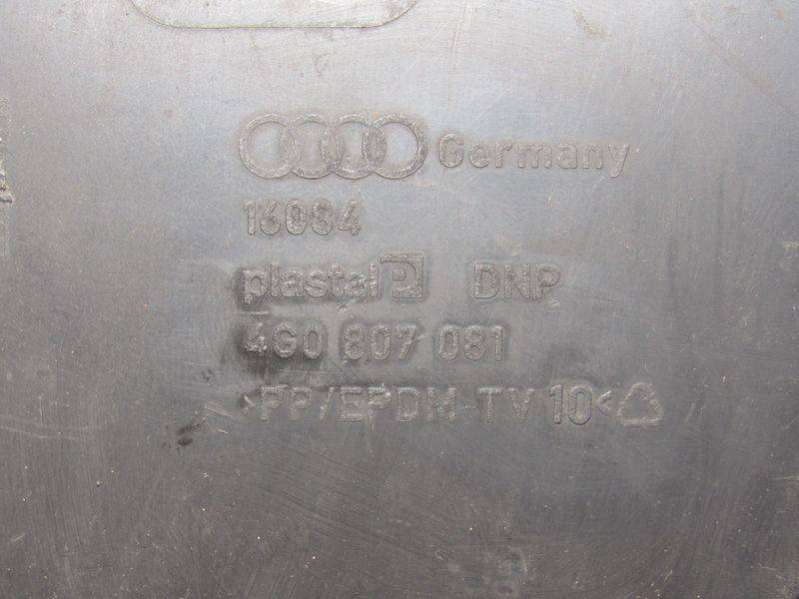 Germany
16084
plastal DNP
4G0 807 081
>PP/EPDM-TV 10<